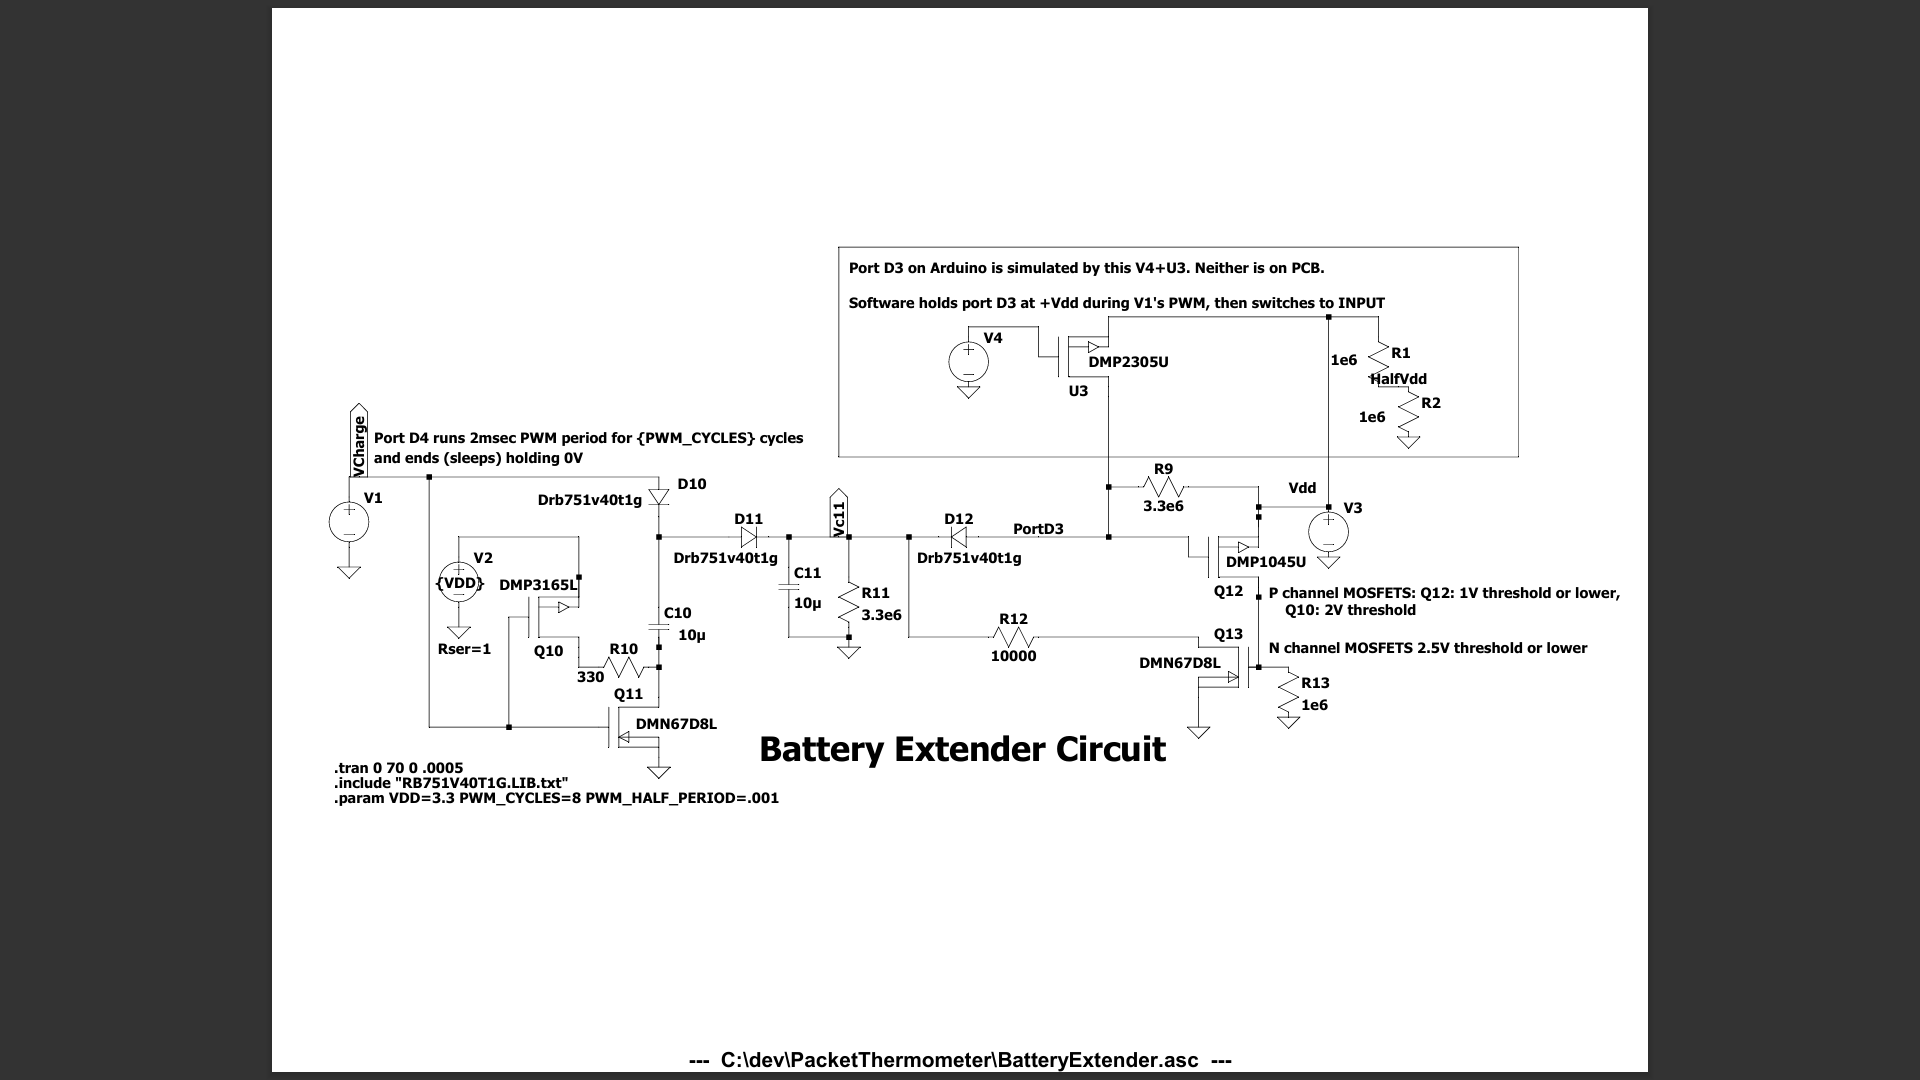 Port D3 on Arduino is simulated by this V4+U3. Neither is on PCB.
Software holds port D3 at +Vdd during V1's PWM, then switches to INPUT
V4
DMP2305U
U3
1e6
R1
HalfVdd
1e6
R2
VCharge
Port D4 runs 2msec PWM period for {PWM_CYCLES} cycles
and ends (sleeps) holding 0V
V1
D10
Drb751v40t1g
R9
3.3e6
Vdd
V3
D11
Drb751v40t1g
Vc11
D12
Drb751v40t1g
PortD3
V2
{VDD}
Rser=1
DMP3165L
Q10
C11
10µ
R11
3.3e6
DMP1045U
Q12
P channel MOSFETS: Q12: 1V threshold or lower,
Q10: 2V threshold
C10
10µ
R12
10000
Q13
DMN67D8L
N channel MOSFETS 2.5V threshold or lower
R10
330
R13
1e6
Q11
DMN67D8L
Battery Extender Circuit
.tran 0 70 0 .0005
.include "RB751V40T1G.LIB.txt"
.param VDD=3.3 PWM_CYCLES=8 PWM_HALF_PERIOD=.001
--- C:\dev\PacketThermometer\BatteryExtender.asc ---